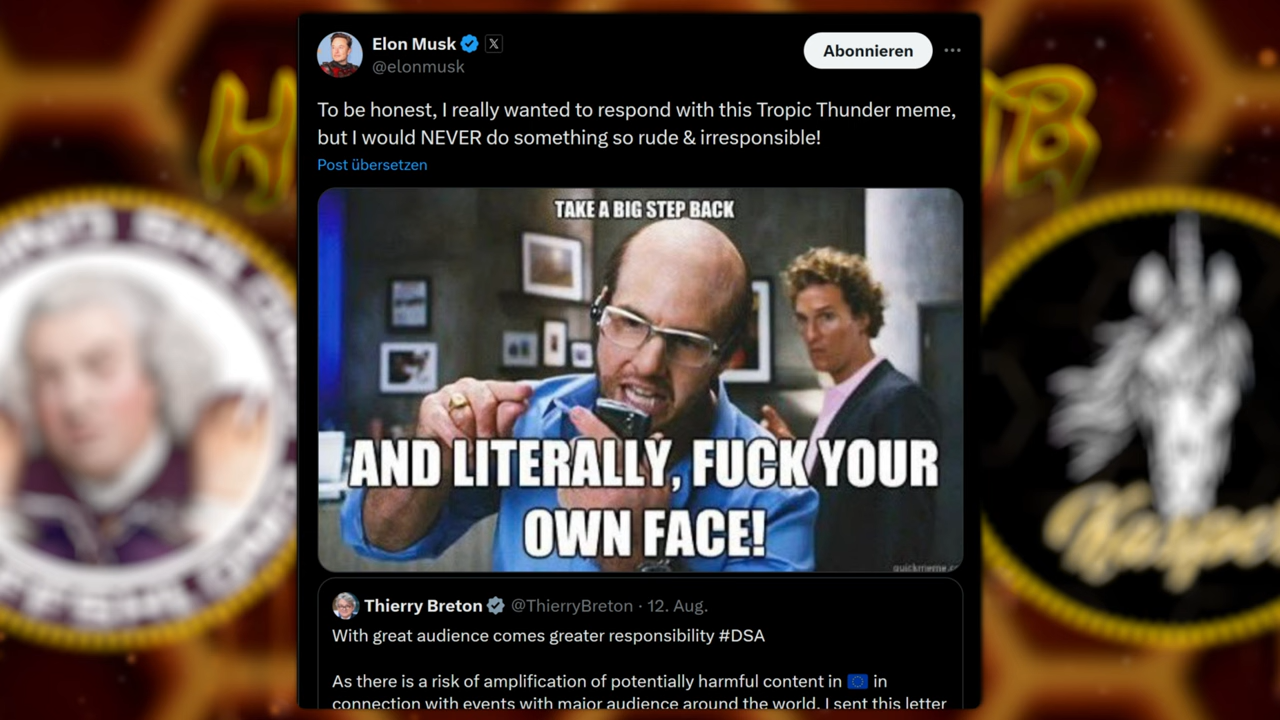 Elon Musk
@elonmusk
Abonnieren
To be honest, I really wanted to respond with this Tropic Thunder meme,
but I would NEVER do something so rude & irresponsible!
Post übersetzen
TAKE A BIG STEP BACK
AND LITERALLY, FUCK YOUR
OWN FACE!
Thierry Breton @ThierryBreton · 12. Aug.
With great audience comes greater responsibility #DSA
As there is a risk of amplification of potentially harmful content in 🇪🇺 in
connection with events with major audience around the world, I sent this letter